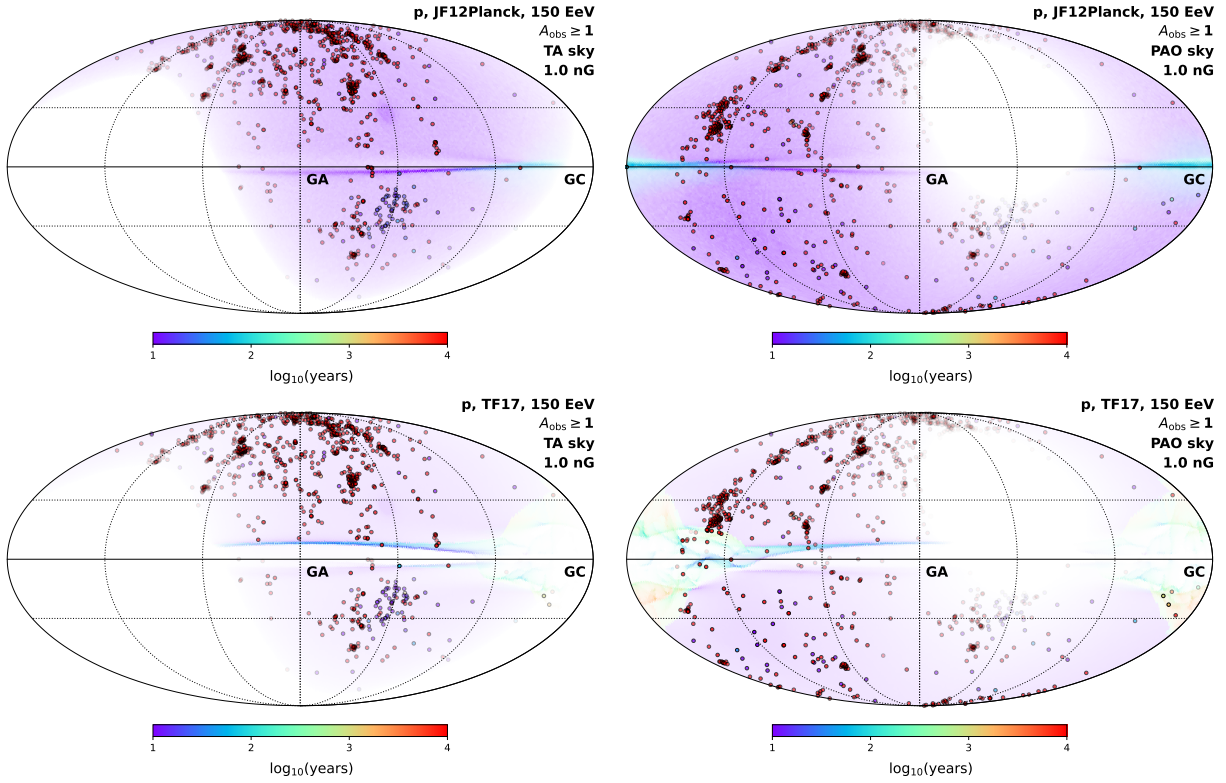 p, JF12Planck, 150 EeV
A_obs ≥ 1
TA sky
1.0 nG
GA
GC
1 2 3 4
log₁₀(years)
p, JF12Planck, 150 EeV
A_obs ≥ 1
PAO sky
1.0 nG
GA
GC
1 2 3 4
log₁₀(years)
p, TF17, 150 EeV
A_obs ≥ 1
TA sky
1.0 nG
GA
GC
1 2 3 4
log₁₀(years)
p, TF17, 150 EeV
A_obs ≥ 1
PAO sky
1.0 nG
GA
GC
1 2 3 4
log₁₀(years)